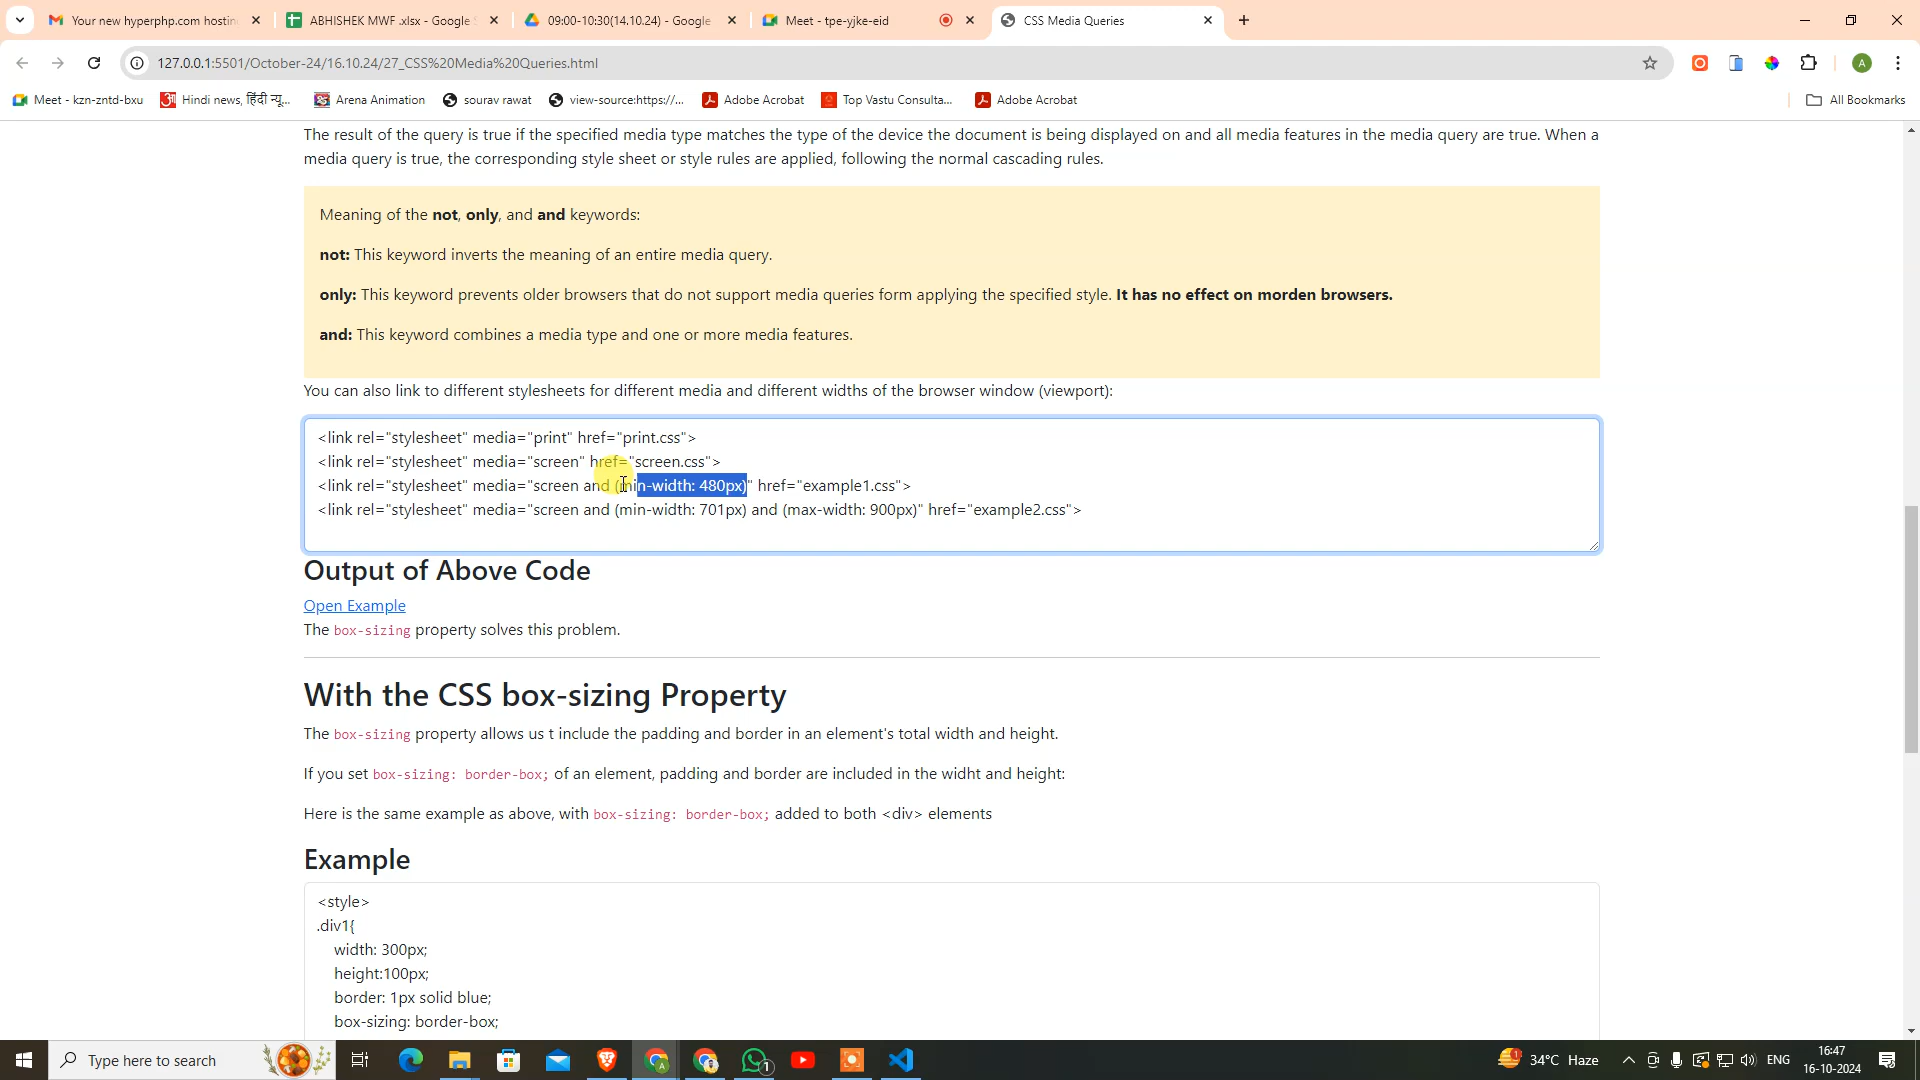 Your new hyperphp.com hostin
ABHISHEK MWF .xlsx - Google S
09:00-10:30(14.10.24) - Google
Meet - tpe-yjke-eid
CSS Media Queries
127.0.0.1:5501/October-24/16.10.24/27_CSS%20Media%20Queries.html
A
Meet - kzn-zntd-bxu
Hindi news, हिंदी न्यू...
Arena Animation
sourav rawat
view-source:https://...
Adobe Acrobat
Top Vastu Consulta...
Adobe Acrobat
All Bookmarks
The result of the query is true if the specified media type matches the type of the device the document is being displayed on and all media features in the media query are true. When a
media query is true, the corresponding style sheet or style rules are applied, following the normal cascading rules.
Meaning of the not, only, and and keywords:
not: This keyword inverts the meaning of an entire media query.
only: This keyword prevents older browsers that do not support media queries form applying the specified style. It has no effect on morden browsers.
and: This keyword combines a media type and one or more media features.
You can also link to different stylesheets for different media and different widths of the browser window (viewport):
<link rel="stylesheet" media="print" href="print.css">
<link rel="stylesheet" media="screen" href="screen.css">
<link rel="stylesheet" media="screen and (min-width: 480px)" href="example1.css">
<link rel="stylesheet" media="screen and (min-width: 701px) and (max-width: 900px)" href="example2.css">
Output of Above Code
Open Example
The box-sizing property solves this problem.
With the CSS box-sizing Property
The box-sizing property allows us t include the padding and border in an element's total width and height.
If you set box-sizing: border-box; of an element, padding and border are included in the widht and height:
Here is the same example as above, with box-sizing: border-box; added to both <div> elements
Example
<style>
.div1{
width: 300px;
height:100px;
border: 1px solid blue;
box-sizing: border-box;
Type here to search
A
1
34°C Haze
ENG
16:47
16-10-2024